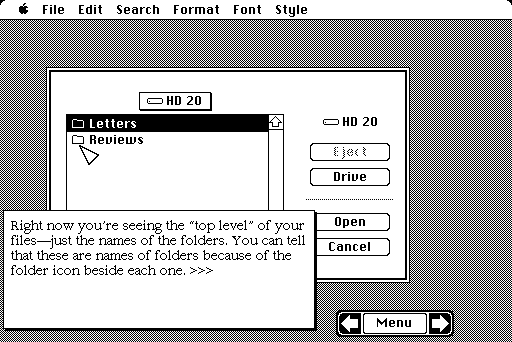 File Edit Search Format Font Style
HD 20
Letters
Reviews
HD 20
Eject
Drive
Open
Cancel
Right now you're seeing the "top level" of your
files—just the names of the folders. You can tell
that these are names of folders because of the
folder icon beside each one. >>>
Menu